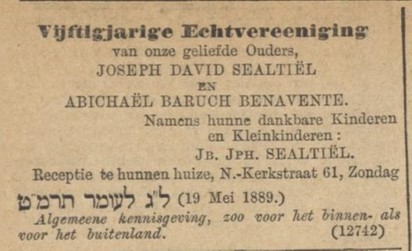 Vijftigjarige Echtvereeniging
van onze geliefde Ouders,
JOSEPH DAVID SEALTIËL
EN
ABICHAËL BARUCH BENAVENTE.
Namens hunne dankbare Kinderen
en Kleinkinderen:
JB. JPH. SEALTIËL.
Receptie te hunnen huize, N.-Kerkstraat 61, Zondag
ל״ג לעומר תרמ״ט (19 Mei 1889.)
Algemeene kennisgeving, zoo voor het binnen- als
voor het buitenland. (12742)